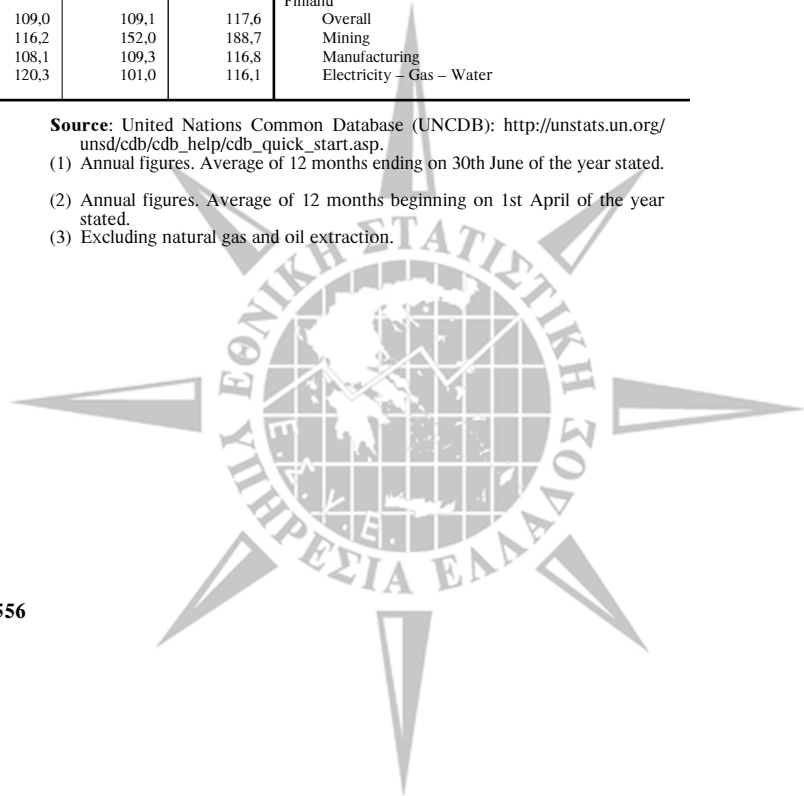 Finland
109,0 109,1 117,6 Overall
116,2 152,0 188,7 Mining
108,1 109,3 116,8 Manufacturing
120,3 101,0 116,1 Electricity – Gas – Water
Source: United Nations Common Database (UNCDB): http://unstats.un.org/
unsd/cdb/cdb_help/cdb_quick_start.asp.
(1) Annual figures. Average of 12 months ending on 30th June of the year stated.
(2) Annual figures. Average of 12 months beginning on 1st April of the year
stated.
(3) Excluding natural gas and oil extraction.
ΕΘΝΙΚΗ ΣΤΑΤΙΣΤΙΚΗ
ΥΠΗΡΕΣΙΑ ΕΛΛΑΔΟΣ
Ε.Σ.Υ.Ε.
556